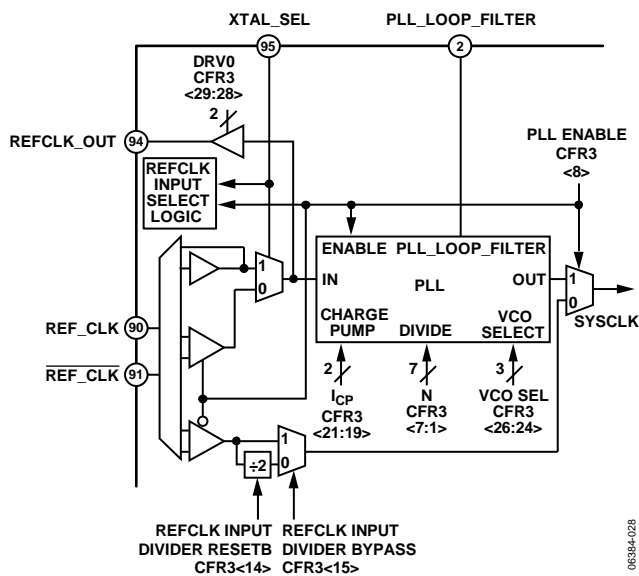 XTAL_SEL
PLL_LOOP_FILTER
95
2
DRV0
CFR3
<29:28>
2
REFCLK_OUT
94
PLL ENABLE
CFR3
<8>
REFCLK
INPUT
SELECT
LOGIC
ENABLE PLL_LOOP_FILTER
1
0
IN
PLL
OUT
1
0
SYSCLK
CHARGE
PUMP
DIVIDE
VCO
SELECT
REF_CLK
90
REF_CLK
91
2
7
3
ICP
CFR3
<21:19>
N
CFR3
<7:1>
VCO SEL
CFR3
<26:24>
1
÷2
0
REFCLK INPUT
DIVIDER RESETB
CFR3<14>
REFCLK INPUT
DIVIDER BYPASS
CFR3<15>
06384-028